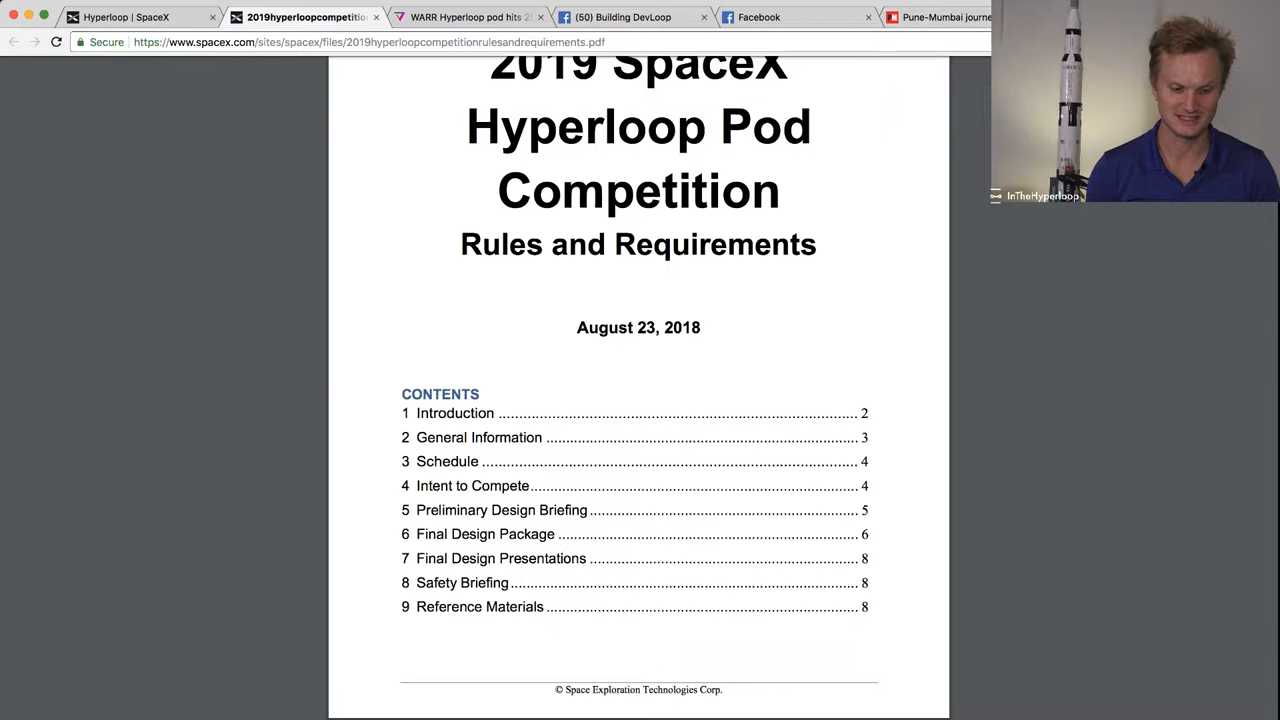 Hyperloop | SpaceX
2019hyperloopcompetitio
WARR Hyperloop pod hits 2
(50) Building DevLoop
Facebook
Pune-Mumbai journe
Secure
https://www.spacex.com/sites/spacex/files/2019hyperloopcompetitionrulesandrequirements.pdf
InTheHyperloop
2019 SpaceX
Hyperloop Pod
Competition
Rules and Requirements
August 23, 2018
CONTENTS
1 Introduction ........ 2
2 General Information ........ 3
3 Schedule ........ 4
4 Intent to Compete ........ 4
5 Preliminary Design Briefing ........ 5
6 Final Design Package ........ 6
7 Final Design Presentations ........ 8
8 Safety Briefing ........ 8
9 Reference Materials ........ 8
© Space Exploration Technologies Corp.